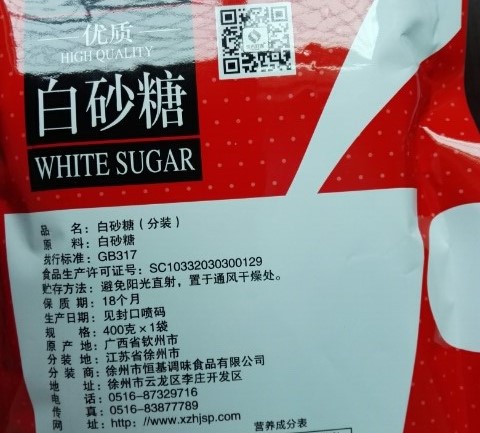 优质
HIGH QUALITY
白砂糖
WHITE SUGAR
品 名：白砂糖（分装）
原 料：白砂糖
执行标准：GB317
食品生产许可证号：SC10332030300129
贮存方法：避免阳光直射，置于通风干燥处。
保 质 期：18个月
生产日期：见封口喷码
规 格：400克×1袋
原 产 地：广西省钦州市
分 装 地：江苏省徐州市
分 装 商：徐州市恒基调味食品有限公司
地 址：徐州市云龙区李庄开发区
电 话：0516-87329716
传 真：0516-83877789
网 址：http://www.xzhjsp.com
营养成分表